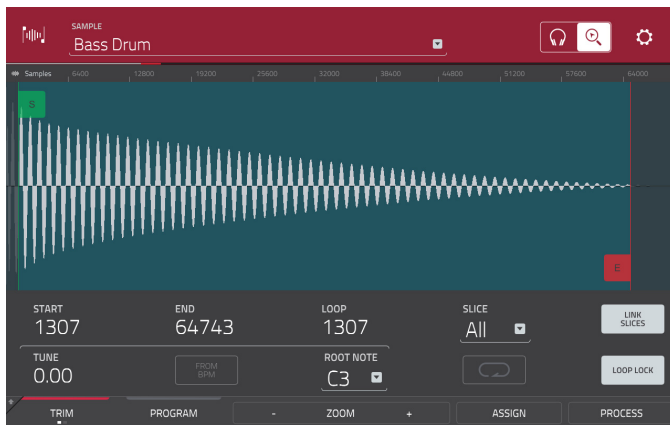 SAMPLE
Bass Drum
Samples 6400 12800 19200 25600 32000 38400 44800 51200 57600 64000
S
E
START END LOOP SLICE
1307 64743 1307 All
LINK
SLICES
TUNE ROOT NOTE
0.00 C3
FROM
BPM
LOOP LOCK
TRIM PROGRAM - ZOOM + ASSIGN PROCESS